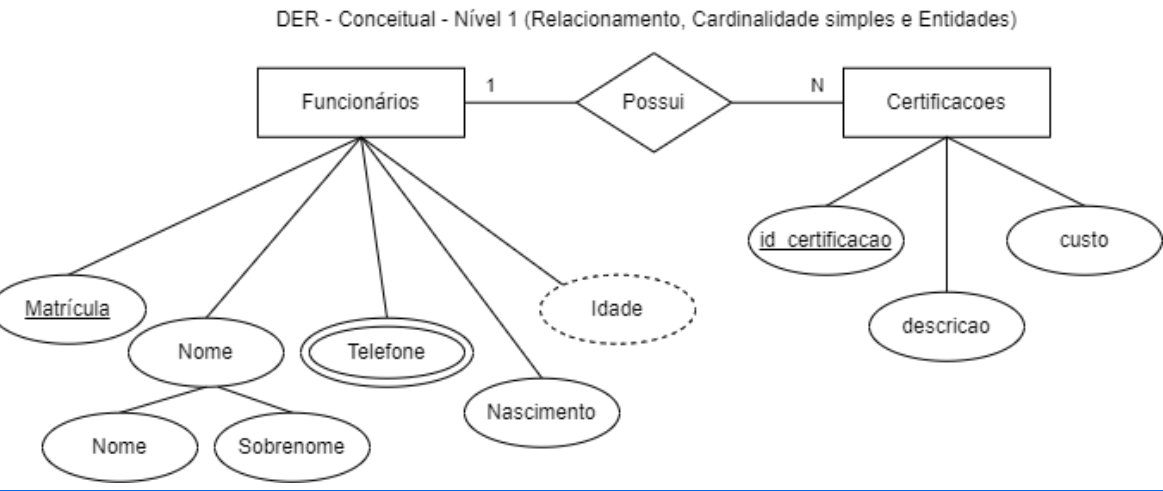 DER - Conceitual - Nível 1 (Relacionamento, Cardinalidade simples e Entidades)
Funcionários
1
Possui
N
Certificacoes
Matrícula
Nome
Nome
Sobrenome
Telefone
Nascimento
Idade
id_certificacao
descricao
custo